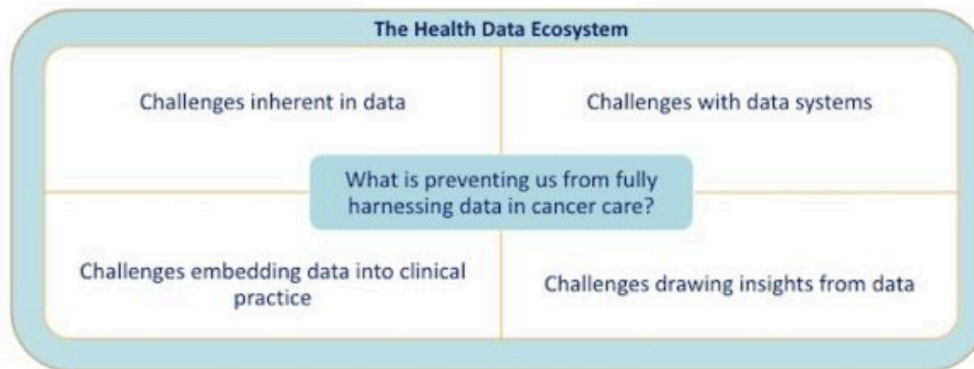 The Health Data Ecosystem
Challenges inherent in data
Challenges with data systems
What is preventing us from fully
harnessing data in cancer care?
Challenges embedding data into clinical
practice
Challenges drawing insights from data